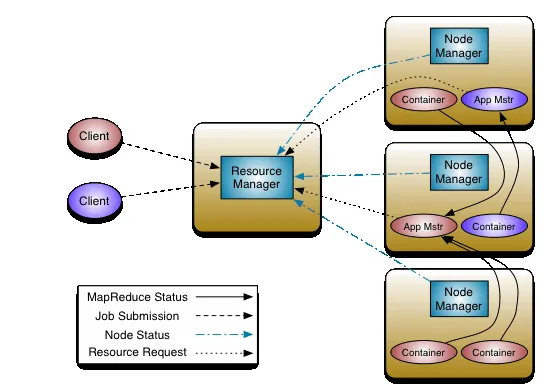 Node
Manager
Container
App Mstr
Client
Resource
Manager
Node
Manager
Client
App Mstr
Container
Node
Manager
MapReduce Status
Job Submission
Node Status
Resource Request
Container
Container